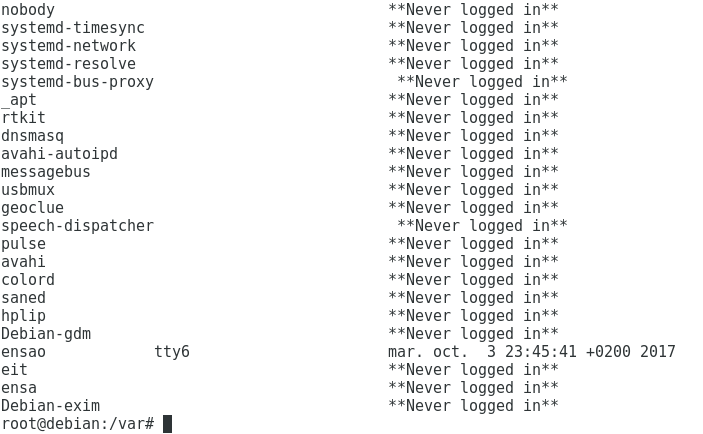 nobody                                     **Never logged in**
systemd-timesync                           **Never logged in**
systemd-network                            **Never logged in**
systemd-resolve                            **Never logged in**
systemd-bus-proxy                           **Never logged in**
_apt                                       **Never logged in**
rtkit                                      **Never logged in**
dnsmasq                                    **Never logged in**
avahi-autoipd                              **Never logged in**
messagebus                                 **Never logged in**
usbmux                                     **Never logged in**
geoclue                                    **Never logged in**
speech-dispatcher                           **Never logged in**
pulse                                      **Never logged in**
avahi                                      **Never logged in**
colord                                     **Never logged in**
saned                                      **Never logged in**
hplip                                      **Never logged in**
Debian-gdm                                 **Never logged in**
ensao            tty6                      mar. oct.  3 23:45:41 +0200 2017
eit                                        **Never logged in**
ensa                                       **Never logged in**
Debian-exim                                **Never logged in**
root@debian:/var#